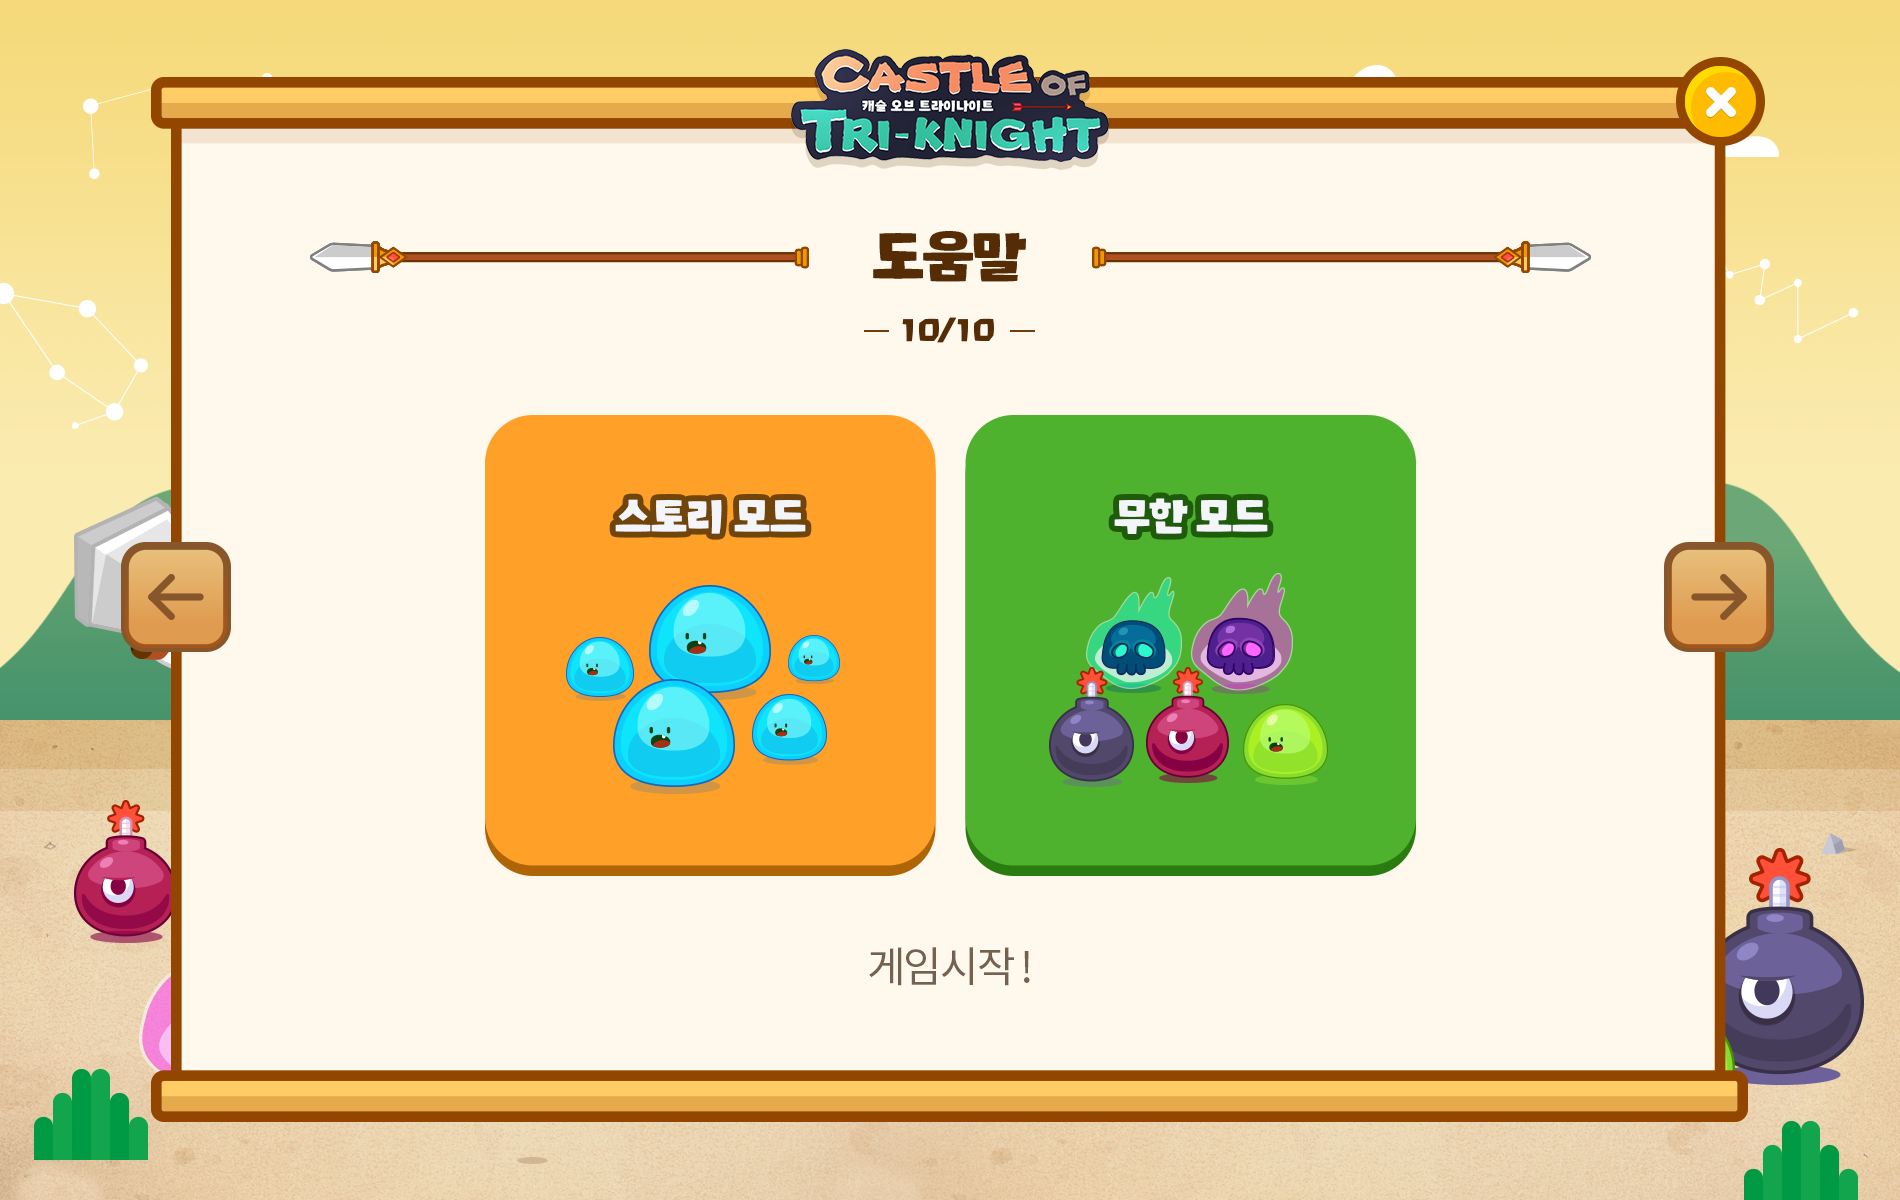 CASTLE OF
캐슬 오브 트라이나이트
TRI-KNIGHT
도움말
10/10
스토리 모드
무한 모드
게임시작!